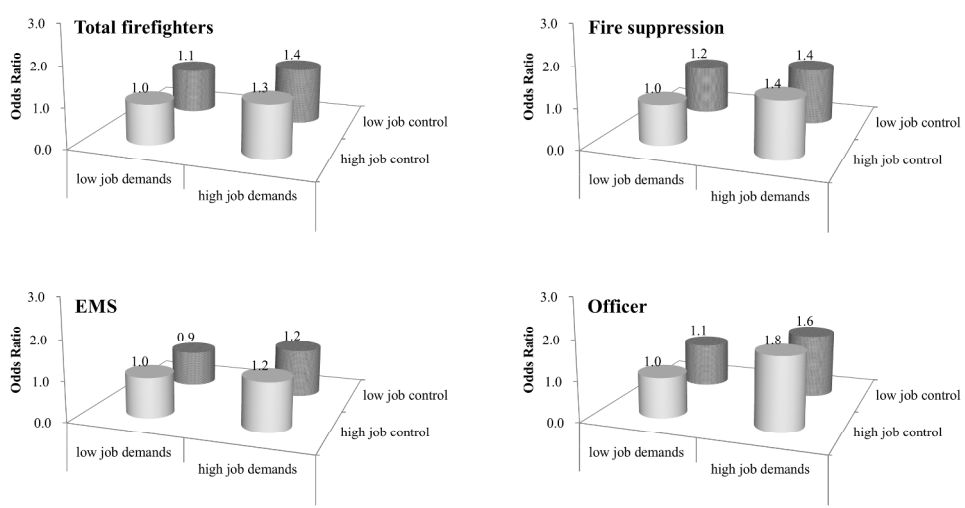 Total firefighters
Odds Ratio
3.0
2.0
1.0
0.0
1.0
1.1
1.3
1.4
low job control
high job control
low job demands
high job demands
Fire suppression
Odds Ratio
3.0
2.0
1.0
0.0
1.0
1.2
1.4
1.4
low job control
high job control
low job demands
high job demands
EMS
Odds Ratio
3.0
2.0
1.0
0.0
1.0
0.9
1.2
1.2
low job control
high job control
low job demands
high job demands
Officer
Odds Ratio
3.0
2.0
1.0
0.0
1.0
1.1
1.8
1.6
low job control
high job control
low job demands
high job demands